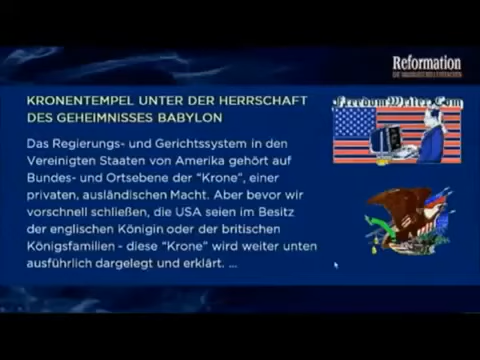 Reformation
KRONENTEMPEL UNTER DER HERRSCHAFT
DES GEHEIMNISSES BABYLON
FreedomWriter.Com
Das Regierungs- und Gerichtssystem in den
Vereinigten Staaten von Amerika gehört auf
Bundes- und Ortsebene der "Krone", einer
privaten, ausländischen Macht. Aber bevor wir
vorschnell schließen, die USA seien im Besitz
der englischen Königin oder der britischen
Königsfamilien - diese "Krone" wird weiter unten
ausführlich dargelegt und erklärt. ...